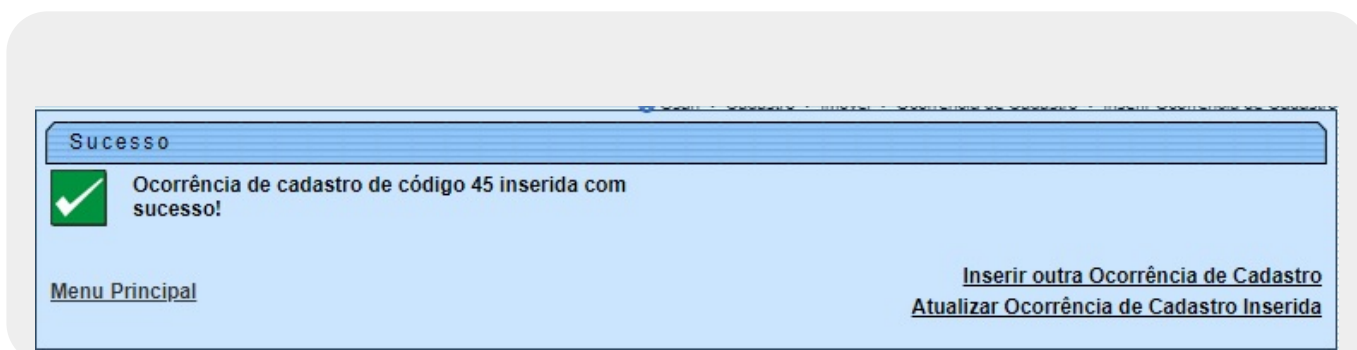 Sucesso
Ocorrência de cadastro de código 45 inserida com
sucesso!
Menu Principal
Inserir outra Ocorrência de Cadastro
Atualizar Ocorrência de Cadastro Inserida